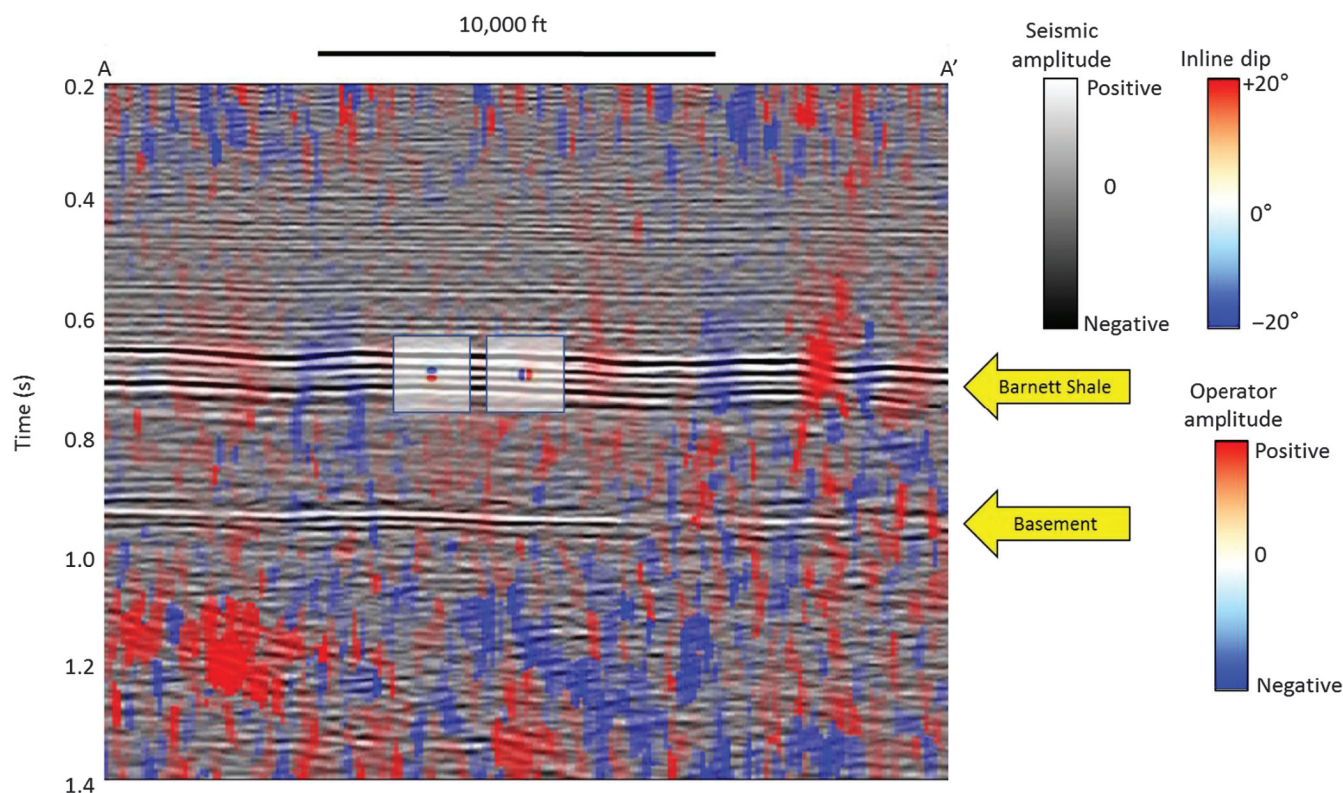 10,000 ft
A
A′
0.2
0.4
0.6
0.8
1.0
1.2
1.4
Time (s)
Seismic
amplitude
Positive
0
Negative
Inline dip
+20°
0°
−20°
Barnett Shale
Basement
Operator
amplitude
Positive
0
Negative